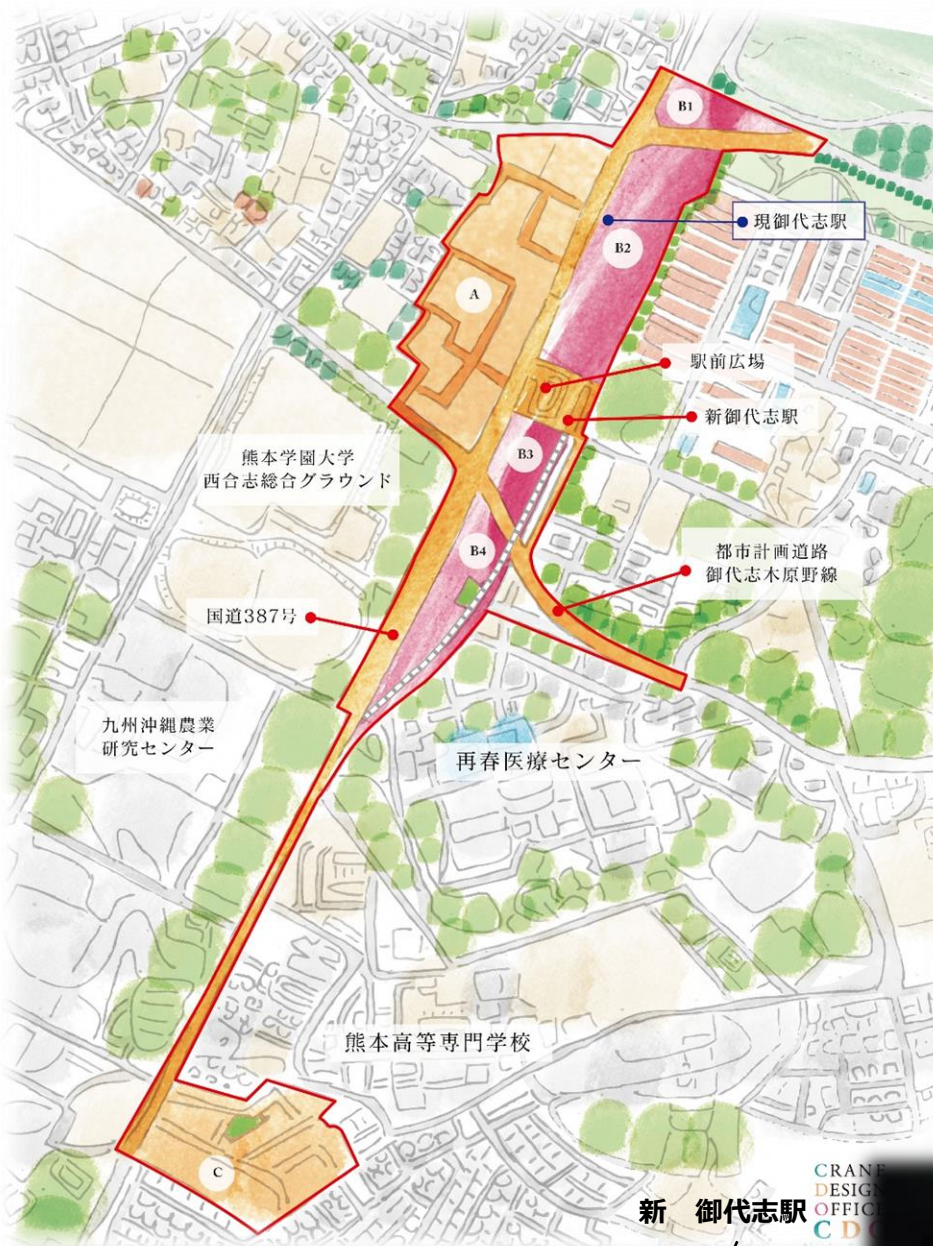 B1
現御代志駅
B2
A
駅前広場
新御代志駅
B3
熊本学園大学
西合志総合グラウンド
B4
都市計画道路
御代志木原野線
国道387号
九州沖縄農業
研究センター
再春医療センター
熊本高等専門学校
C
新 御代志駅
CRANE
DESIGN
OFFICE